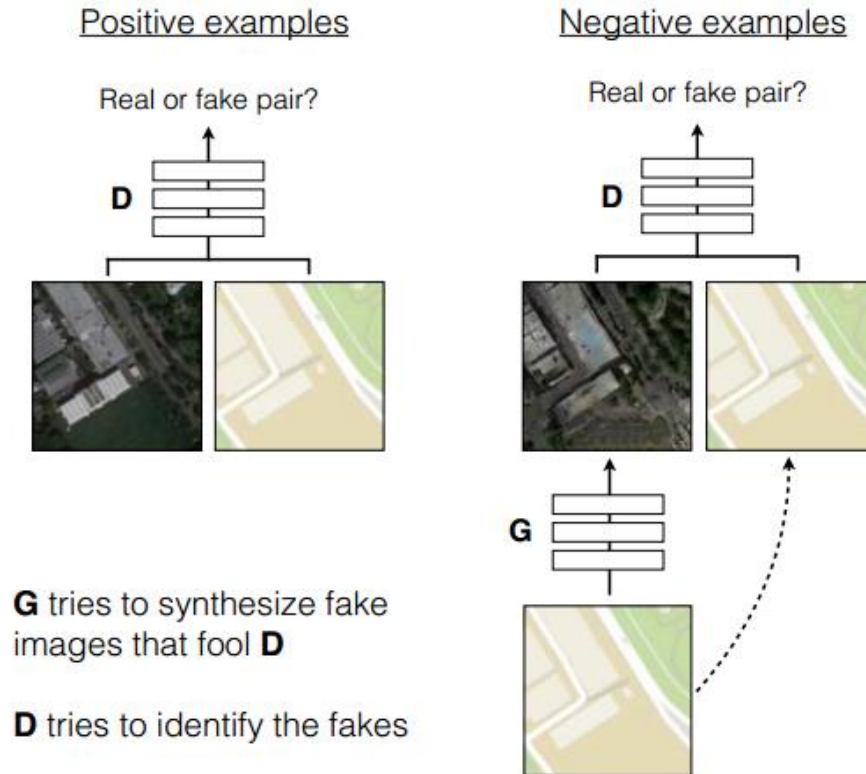 Positive examples
Negative examples
Real or fake pair?
Real or fake pair?
D
D
G
G tries to synthesize fake
images that fool D
D tries to identify the fakes